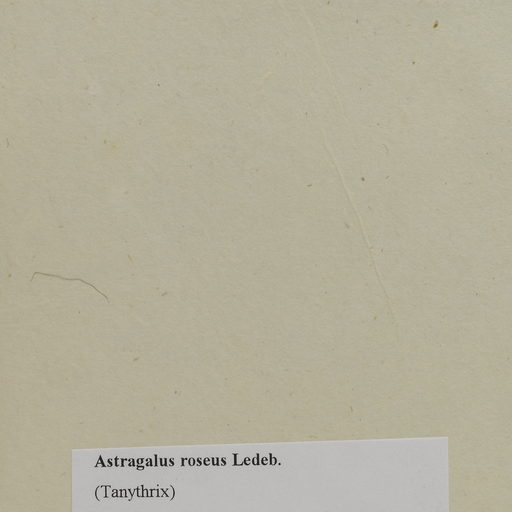 Astragalus roseus Ledeb.
(Tanythrix)